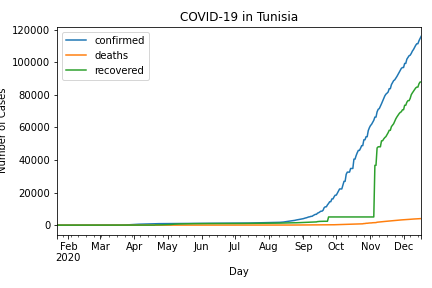 COVID-19 in Tunisia
120000
100000
80000
60000
40000
20000
0
Number of Cases
confirmed
deaths
recovered
Feb Mar Apr May Jun Jul Aug Sep Oct Nov Dec
2020
Day